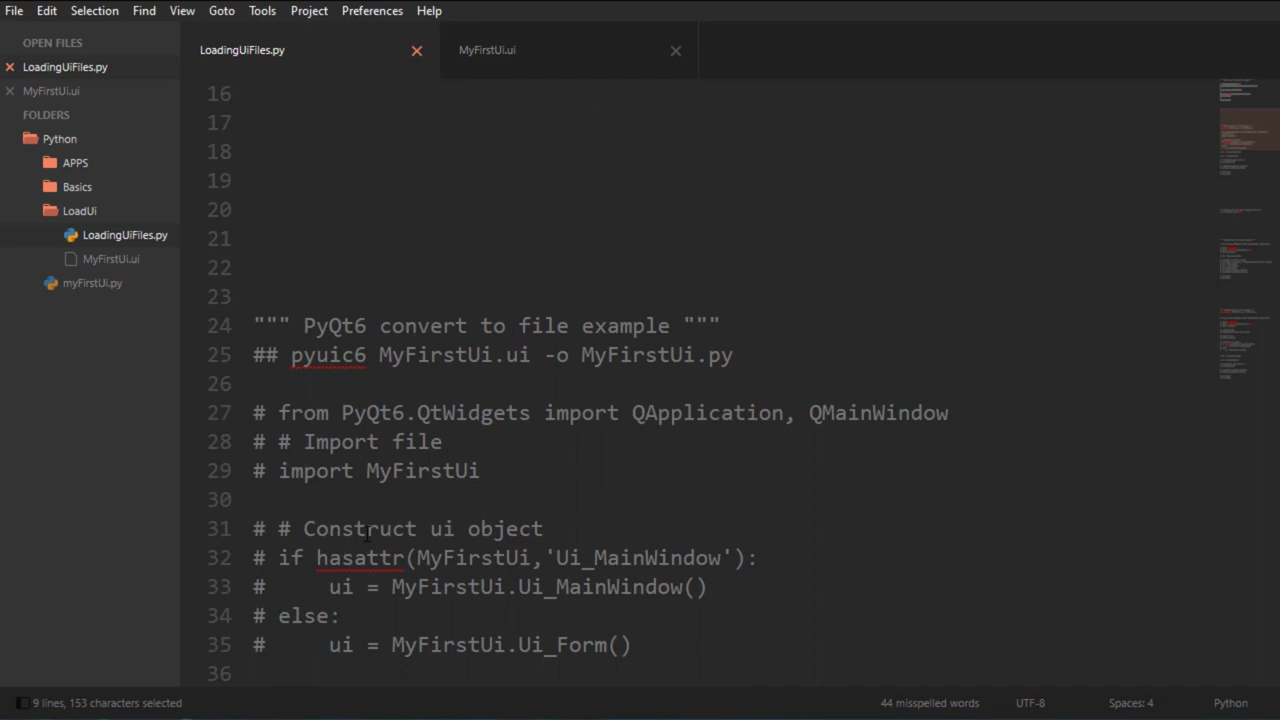 File Edit Selection Find View Goto Tools Project Preferences Help
OPEN FILES
LoadingUiFiles.py
MyFirstUi.ui
FOLDERS
Python
APPS
Basics
LoadUi
LoadingUiFiles.py
MyFirstUi.ui
myFirstUi.py
LoadingUiFiles.py MyFirstUi.ui
16
17
18
19
20
21
22
23
24 """ PyQt6 convert to file example """
25 ## pyuic6 MyFirstUi.ui -o MyFirstUi.py
26
27 # from PyQt6.QtWidgets import QApplication, QMainWindow
28 # # Import file
29 # import MyFirstUi
30
31 # # Construct ui object
32 # if hasattr(MyFirstUi,'Ui_MainWindow'):
33 #     ui = MyFirstUi.Ui_MainWindow()
34 # else:
35 #     ui = MyFirstUi.Ui_Form()
36
9 lines, 153 characters selected 44 misspelled words UTF-8 Spaces: 4 Python